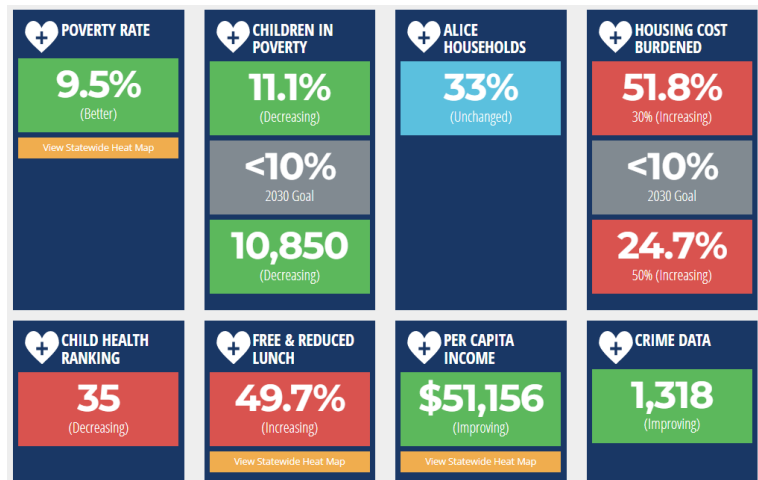 POVERTY RATE
9.5%
(Better)
View Statewide Heat Map
CHILDREN IN
POVERTY
11.1%
(Decreasing)
<10%
2030 Goal
10,850
(Decreasing)
ALICE
HOUSEHOLDS
33%
(Unchanged)
HOUSING COST
BURDENED
51.8%
30% (Increasing)
<10%
2030 Goal
24.7%
50% (Increasing)
CHILD HEALTH
RANKING
35
(Decreasing)
FREE & REDUCED
LUNCH
49.7%
(Increasing)
View Statewide Heat Map
PER CAPITA
INCOME
$51,156
(Improving)
View Statewide Heat Map
CRIME DATA
1,318
(Improving)